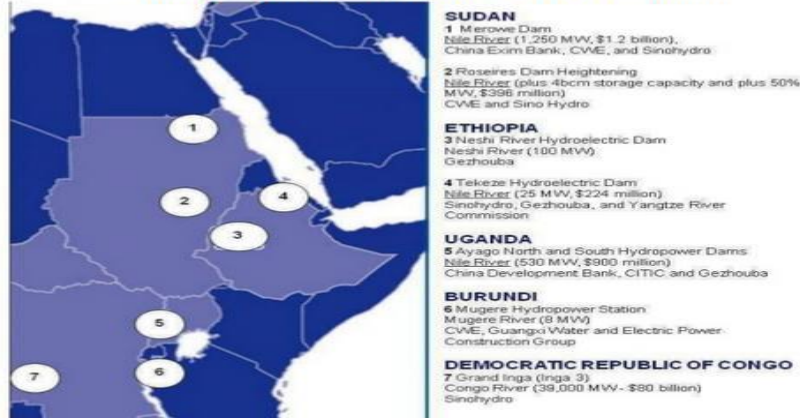 1
2
4
3
5
6
7
SUDAN
1 Merowe Dam
Nile River (1,250 MW, $1.2 billion),
China Exim Bank, CWE, and Sinohydro
2 Roseires Dam Heightening
Nile River (plus 4bcm storage capacity and plus 50%
MW, $396 million)
CWE and Sino Hydro
ETHIOPIA
3 Neshi River Hydroelectric Dam
Neshi River (100 MW)
Gezhouba
4 Tekeze Hydroelectric Dam
Nile River (25 MW, $224 million)
Sinohydro, Gezhouba, and Yangtze River
Commission
UGANDA
5 Ayago North and South Hydropower Dams
Nile River (530 MW, $900 million)
China Development Bank, CITIC and Gezhouba
BURUNDI
6 Mugere Hydropower Station
Mugere River (8 MW)
CWE, Guangxi Water and Electric Power
Construction Group
DEMOCRATIC REPUBLIC OF CONGO
7 Grand Inga (Inga 3)
Congo River (39,000 MW- $80 billion)
Sinohydro